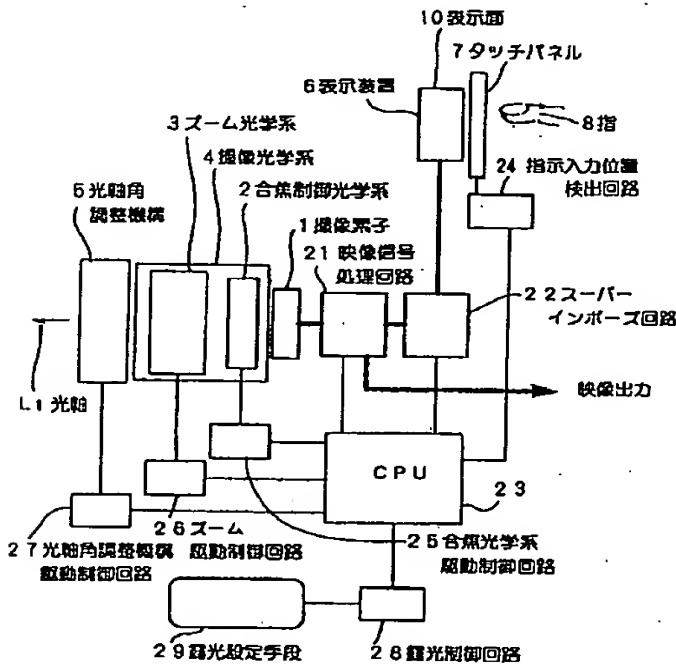 10表示面
7タッチパネル
6表示装置
3ズーム光学系
8指
4撮像光学系
24 指示入力位置
検出回路
5光軸角
調整機構
2合焦制御光学系
1撮像素子
21映像信号
処理回路
22スーパー
インポーズ回路
L1光軸
映像出力
CPU
23
26ズーム
駆動制御回路
25合焦光学系
駆動制御回路
27光軸角調整機構
駆動制御回路
29露光設定手段
28露光制御回路